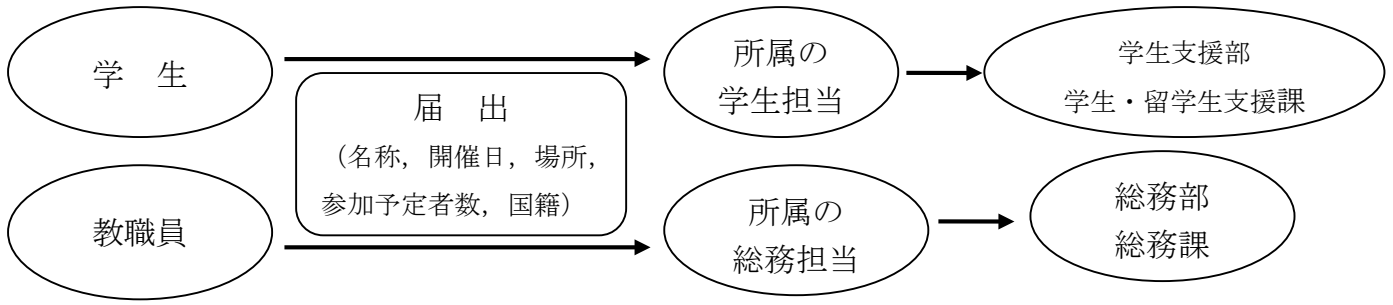 学　生
届　出
（名称，開催日，場所，
参加予定者数，国籍）
所属の
学生担当
学生支援部
学生・留学生支援課
教職員
所属の
総務担当
総務部
総務課